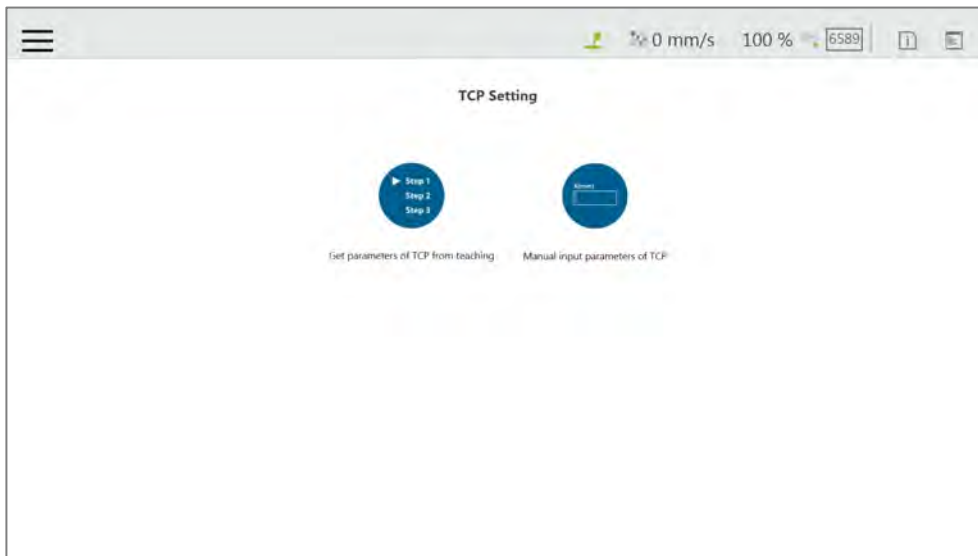 0 mm/s 100 % 6589
TCP Setting
Step 1
Step 2
Step 3
Get parameters of TCP from teaching Manual input parameters of TCP